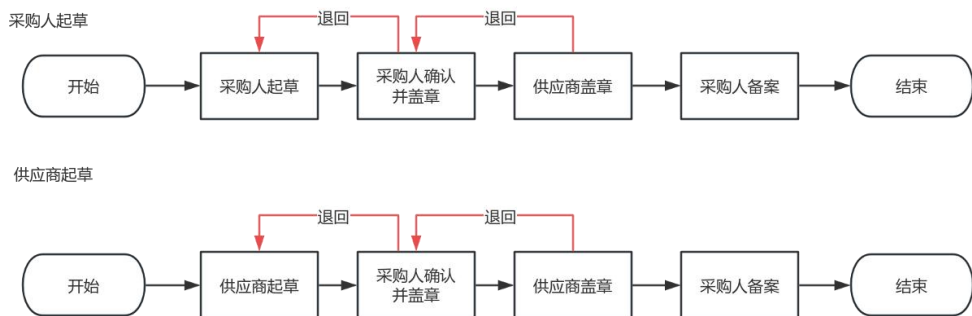 采购人起草
退回
退回
开始
采购人起草
采购人确认
并盖章
供应商盖章
采购人备案
结束
供应商起草
退回
退回
开始
供应商起草
采购人确认
并盖章
供应商盖章
采购人备案
结束